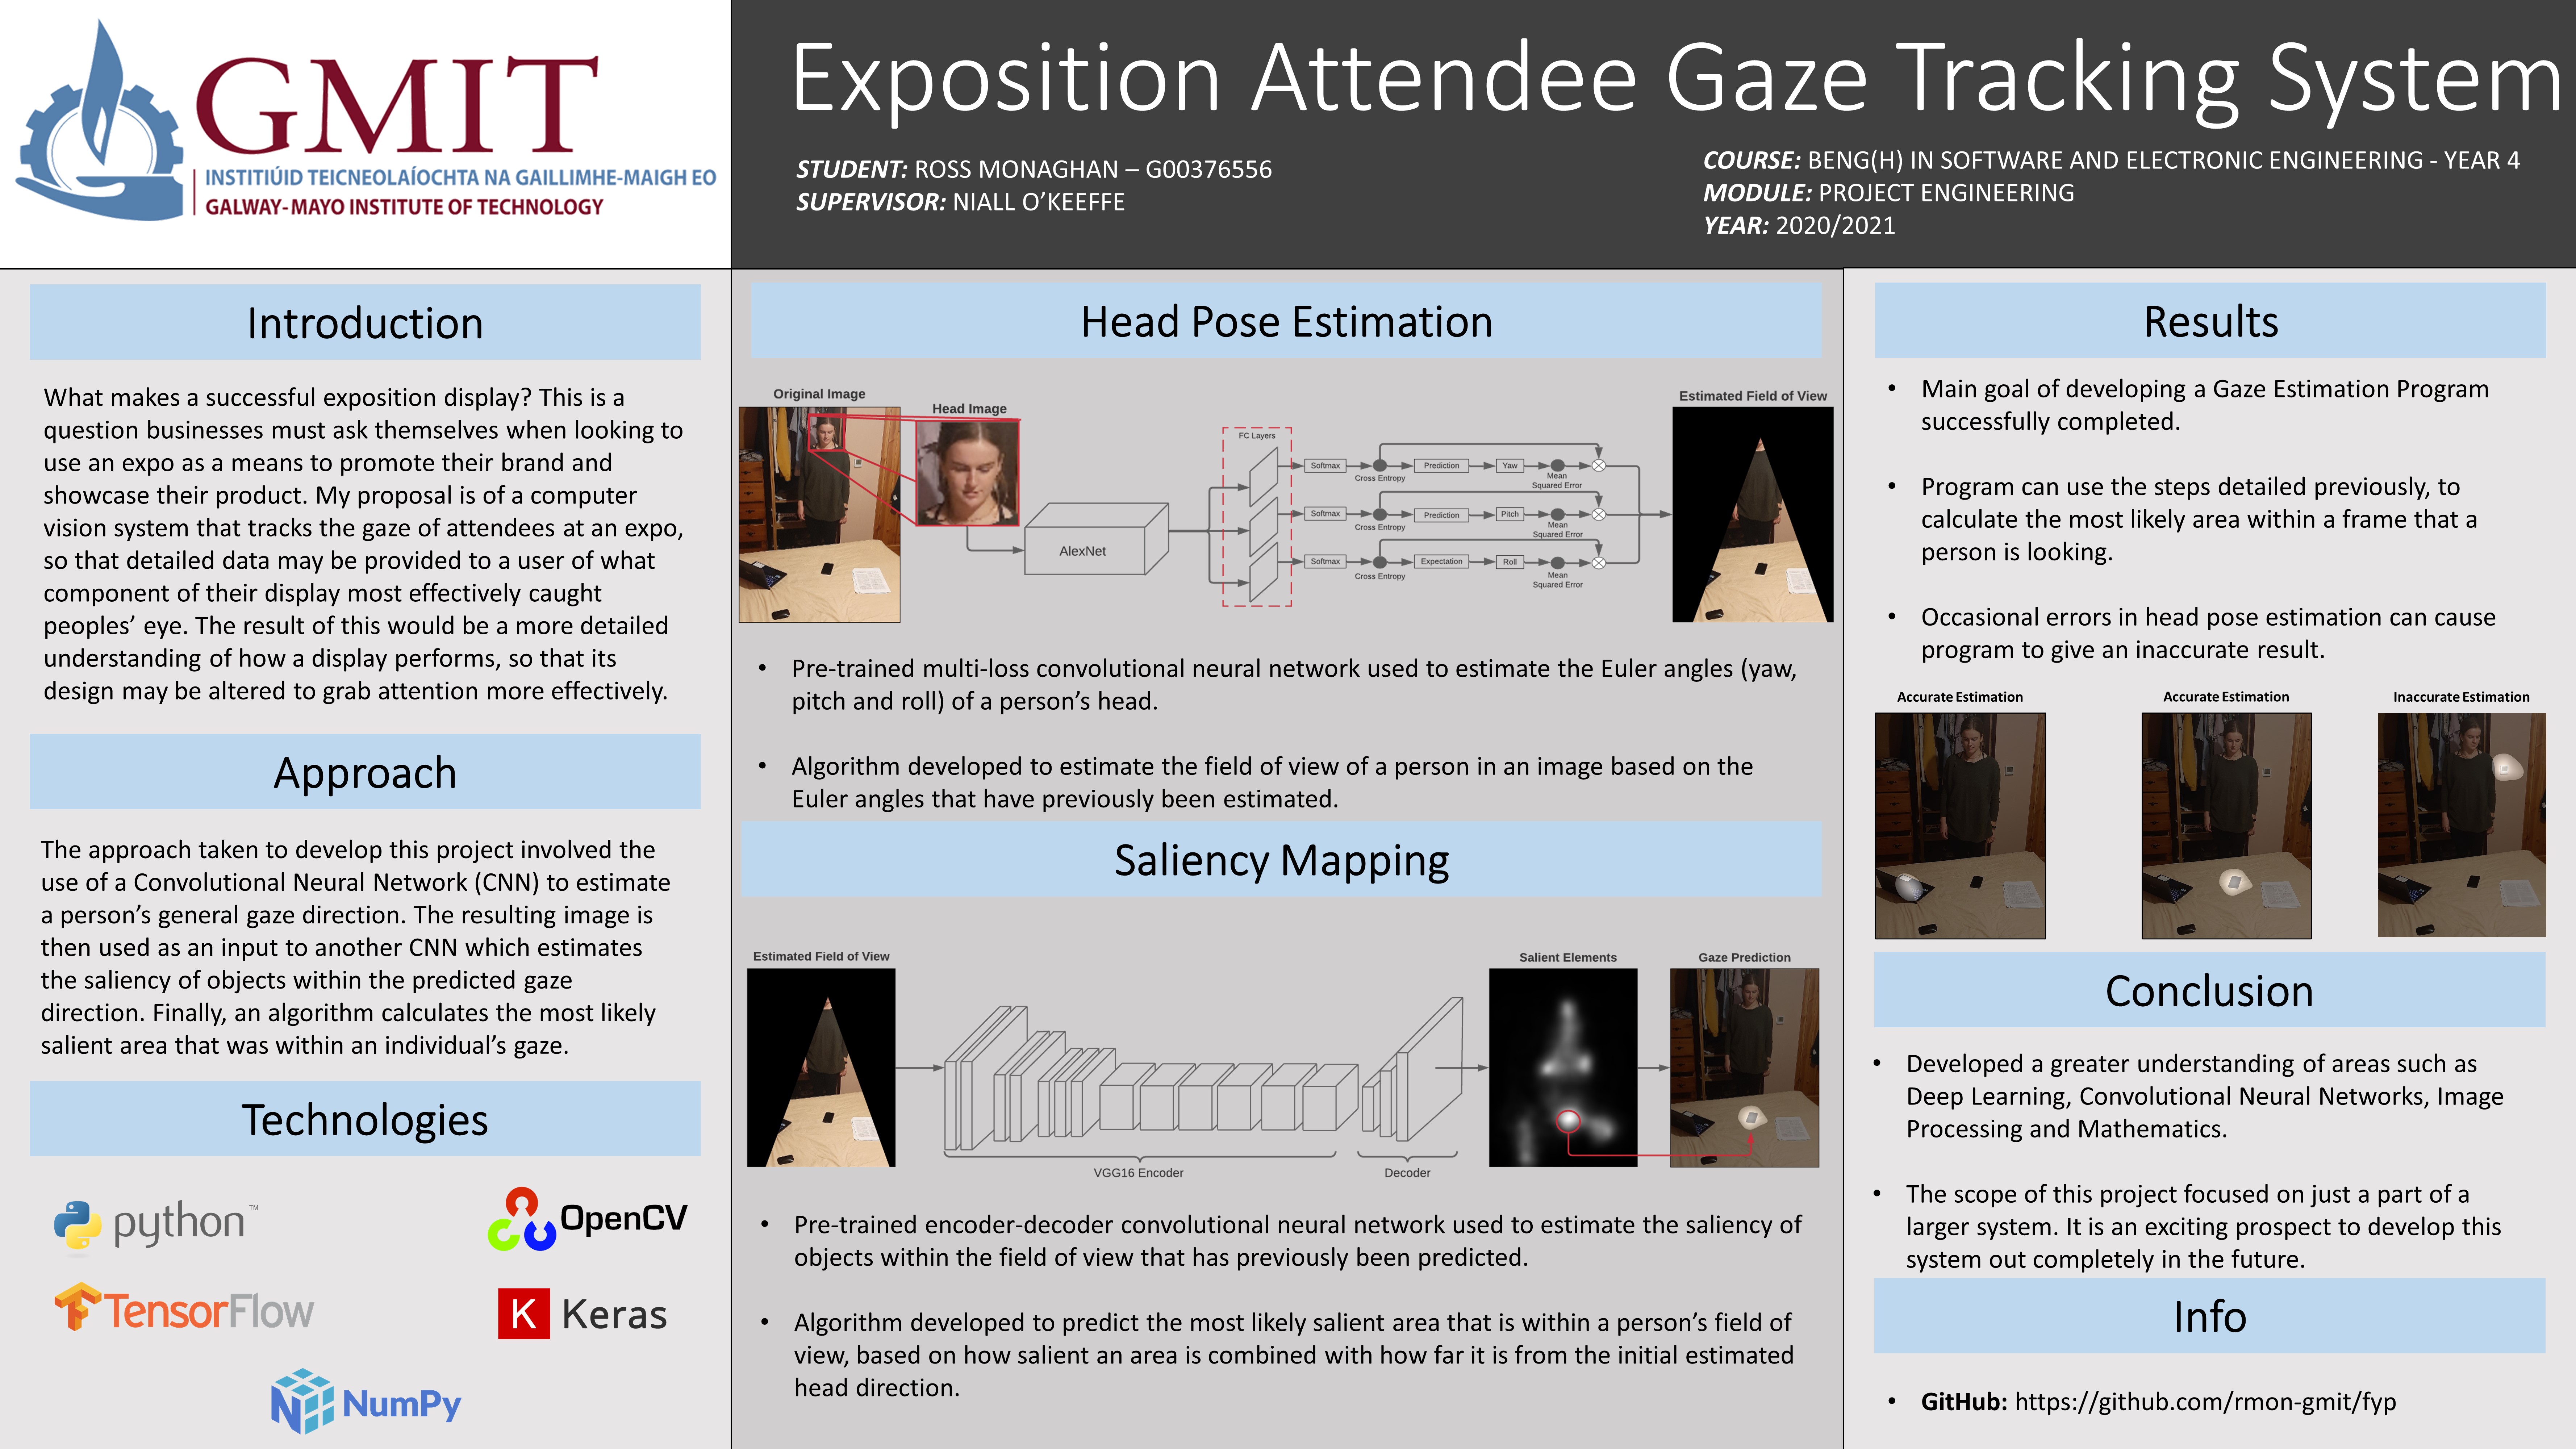 GMIT
INSTITIÚID TEICNEOLAÍOCHTA NA GAILLIMHE-MAIGH EO
GALWAY-MAYO INSTITUTE OF TECHNOLOGY
Exposition Attendee Gaze Tracking System
STUDENT: ROSS MONAGHAN – G00376556
SUPERVISOR: NIALL O'KEEFFE
COURSE: BENG(H) IN SOFTWARE AND ELECTRONIC ENGINEERING - YEAR 4
MODULE: PROJECT ENGINEERING
YEAR: 2020/2021
Introduction
What makes a successful exposition display? This is a
question businesses must ask themselves when looking to
use an expo as a means to promote their brand and
showcase their product. My proposal is of a computer
vision system that tracks the gaze of attendees at an expo,
so that detailed data may be provided to a user of what
component of their display most effectively caught
peoples' eye. The result of this would be a more detailed
understanding of how a display performs, so that its
design may be altered to grab attention more effectively.
Approach
The approach taken to develop this project involved the
use of a Convolutional Neural Network (CNN) to estimate
a person's general gaze direction. The resulting image is
then used as an input to another CNN which estimates
the saliency of objects within the predicted gaze
direction. Finally, an algorithm calculates the most likely
salient area that was within an individual's gaze.
Technologies
python™
OpenCV
TensorFlow
K Keras
NumPy
Head Pose Estimation
Original Image
Head Image
AlexNet
FC Layers
Softmax
Cross Entropy
Prediction
Yaw
Mean
Squared Error
Softmax
Cross Entropy
Prediction
Pitch
Mean
Squared Error
Softmax
Cross Entropy
Expectation
Roll
Mean
Squared Error
Estimated Field of View
• Pre-trained multi-loss convolutional neural network used to estimate the Euler angles (yaw,
pitch and roll) of a person's head.
• Algorithm developed to estimate the field of view of a person in an image based on the
Euler angles that have previously been estimated.
Saliency Mapping
Estimated Field of View
VGG16 Encoder
Decoder
Salient Elements
Gaze Prediction
• Pre-trained encoder-decoder convolutional neural network used to estimate the saliency of
objects within the field of view that has previously been predicted.
• Algorithm developed to predict the most likely salient area that is within a person's field of
view, based on how salient an area is combined with how far it is from the initial estimated
head direction.
Results
• Main goal of developing a Gaze Estimation Program
successfully completed.
• Program can use the steps detailed previously, to
calculate the most likely area within a frame that a
person is looking.
• Occasional errors in head pose estimation can cause
program to give an inaccurate result.
Accurate Estimation
Accurate Estimation
Inaccurate Estimation
Conclusion
• Developed a greater understanding of areas such as
Deep Learning, Convolutional Neural Networks, Image
Processing and Mathematics.
• The scope of this project focused on just a part of a
larger system. It is an exciting prospect to develop this
system out completely in the future.
Info
• GitHub: https://github.com/rmon-gmit/fyp